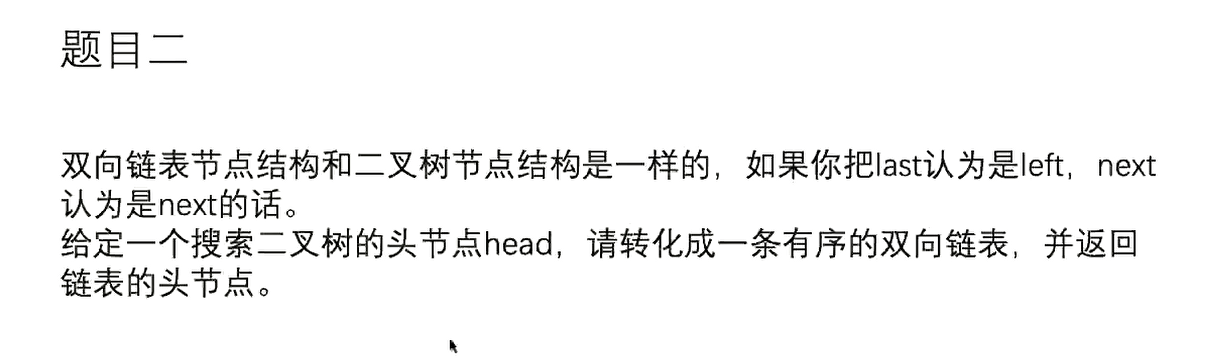 题目二
双向链表节点结构和二叉树节点结构是一样的，如果你把last认为是left，next
认为是next的话。
给定一个搜索二叉树的头节点head，请转化成一条有序的双向链表，并返回
链表的头节点。